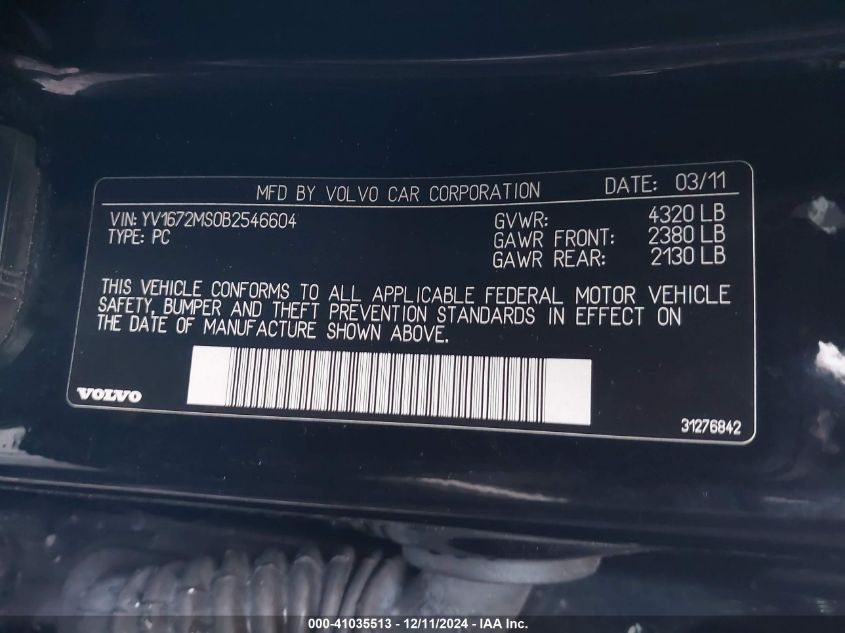 MFD BY VOLVO CAR CORPORATION DATE: 03/11
VIN: YV1672MS0B2546604 GVWR: 4320 LB
TYPE: PC GAWR FRONT: 2380 LB
GAWR REAR: 2130 LB
THIS VEHICLE CONFORMS TO ALL APPLICABLE FEDERAL MOTOR VEHICLE
SAFETY, BUMPER AND THEFT PREVENTION STANDARDS IN EFFECT ON
THE DATE OF MANUFACTURE SHOWN ABOVE.
VOLVO
31276842
000-41035513 - 12/11/2024 - IAA Inc.